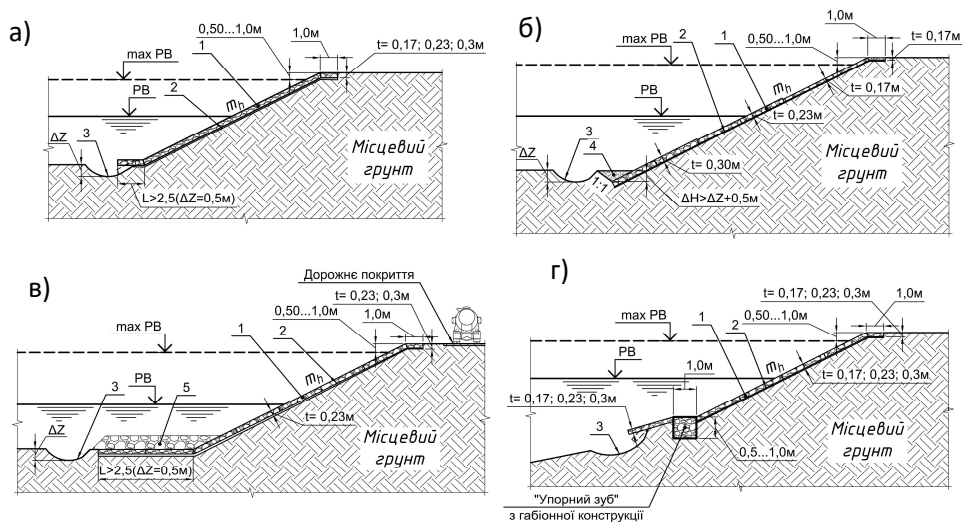 а)
0,50...1,0м
1
1,0м
t= 0,17; 0,23; 0,3м
max РВ
РВ
2
mh
ΔZ
3
Місцевий
грунт
L>2,5(ΔZ=0,5м)
б)
1,0м
max РВ
2
1
0,50...1,0м
t= 0,17м
РВ
mh
t= 0,17м
t= 0,23м
ΔZ
3
4
Місцевий
грунт
t= 0,30м
1:1
ΔH>ΔZ+0,5м
в)
Дорожнє покриття
t= 0,23; 0,3м
0,50...1,0м
1,0м
max РВ
1
2
mh
РВ
3
5
t= 0,23м
ΔZ
Місцевий
грунт
L>2,5(ΔZ=0,5м)
г)
t= 0,17; 0,23; 0,3м
1,0м
0,50...1,0м
max РВ
1
2
РВ
mh
1,0м
t= 0,17; 0,23; 0,3м
t= 0,17; 0,23; 0,3м
3
Місцевий
грунт
0,5...1,0м
"Упорний зуб"
з габіонної конструкції